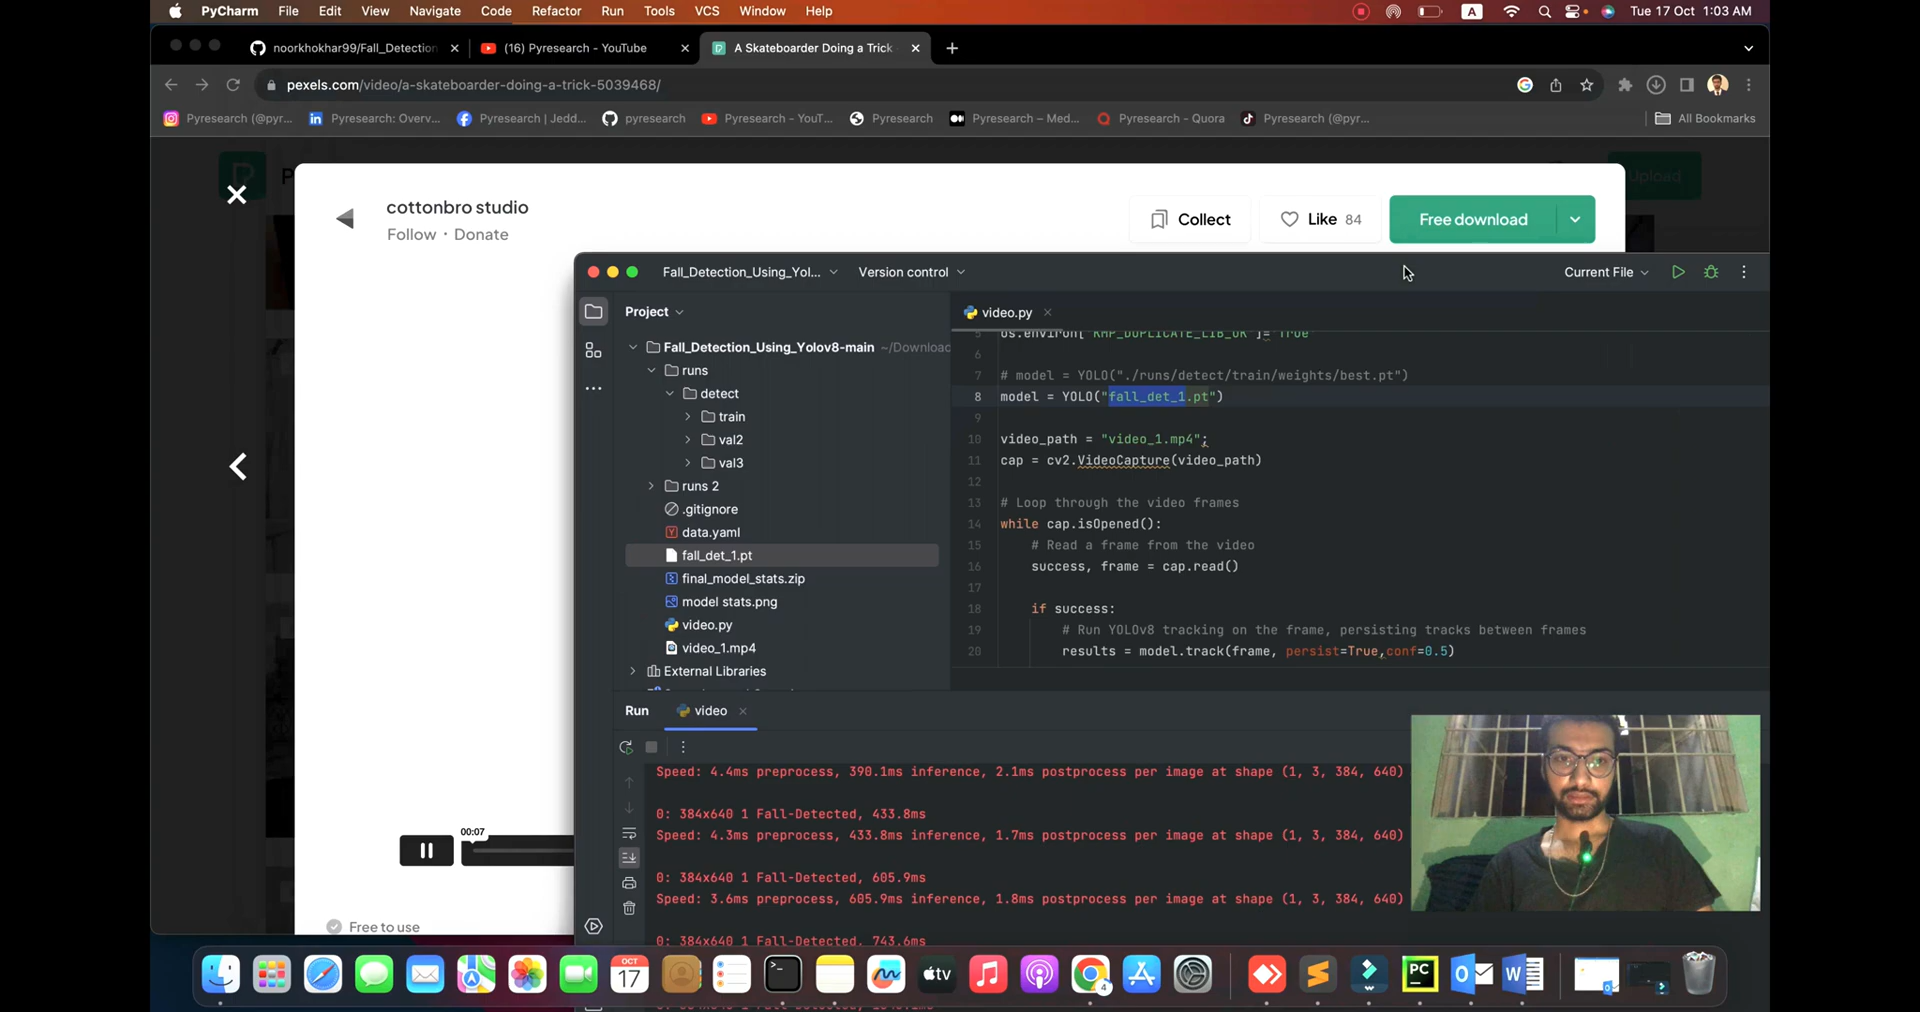 PyCharm File Edit View Navigate Code Refactor Run Tools VCS Window Help A Tue 17 Oct 1:03 AM
noorkhokhar99/Fall_Detection (16) Pyresearch - YouTube A Skateboarder Doing a Trick
pexels.com/video/a-skateboarder-doing-a-trick-5039468/
Pyresearch (@pyr... Pyresearch: Overv... Pyresearch | Jedd... pyresearch Pyresearch - YouT... Pyresearch Pyresearch – Med... Pyresearch - Quora Pyresearch (@pyr... All Bookmarks
Upload
cottonbro studio
Follow · Donate
Collect Like 84 Free download
Fall_Detection_Using_Yol... Version control Current File
Project
video.py
Fall_Detection_Using_Yolov8-main ~/Download
runs
detect
train
val2
val3
runs 2
.gitignore
data.yaml
fall_det_1.pt
final_model_stats.zip
model stats.png
video.py
video_1.mp4
External Libraries
5 os.environ["KMP_DUPLICATE_LIB_OK"]="True"
6
7 # model = YOLO("./runs/detect/train/weights/best.pt")
8 model = YOLO("fall_det_1.pt")
9
10 video_path = "video_1.mp4";
11 cap = cv2.VideoCapture(video_path)
12
13 # Loop through the video frames
14 while cap.isOpened():
15 # Read a frame from the video
16 success, frame = cap.read()
17
18 if success:
19 # Run YOLOv8 tracking on the frame, persisting tracks between frames
20 results = model.track(frame, persist=True,conf=0.5)
Run video
Speed: 4.4ms preprocess, 390.1ms inference, 2.1ms postprocess per image at shape (1, 3, 384, 640)
0: 384x640 1 Fall-Detected, 433.8ms
Speed: 4.3ms preprocess, 433.8ms inference, 1.7ms postprocess per image at shape (1, 3, 384, 640)
0: 384x640 1 Fall-Detected, 605.9ms
Speed: 3.6ms preprocess, 605.9ms inference, 1.8ms postprocess per image at shape (1, 3, 384, 640)
0: 384x640 1 Fall-Detected, 743.6ms
00:07
Free to use
OCT
17
tv
4
PC